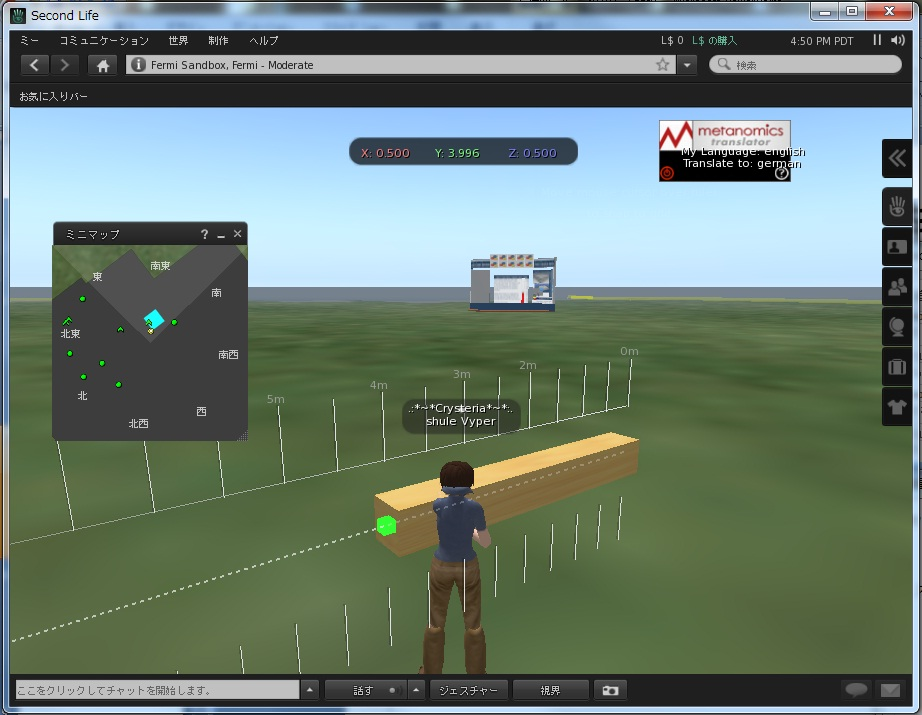 Second Life
ミー コミュニケーション 世界 制作 ヘルプ L$ 0 L$ の購入 4:50 PM PDT
Fermi Sandbox, Fermi - Moderate 検索
お気に入りバー
X: 0.500 Y: 3.996 Z: 0.500
metanomics
translator
My Language: english
Translate to: german
ミニマップ
東
南東
南
北東
南西
北
西
北西
5m
4m
3m
2m
0m
.:*~*Crysteria*~*:.
shule Vyper
ここをクリックしてチャットを開始します。 話す ジェスチャー 視界